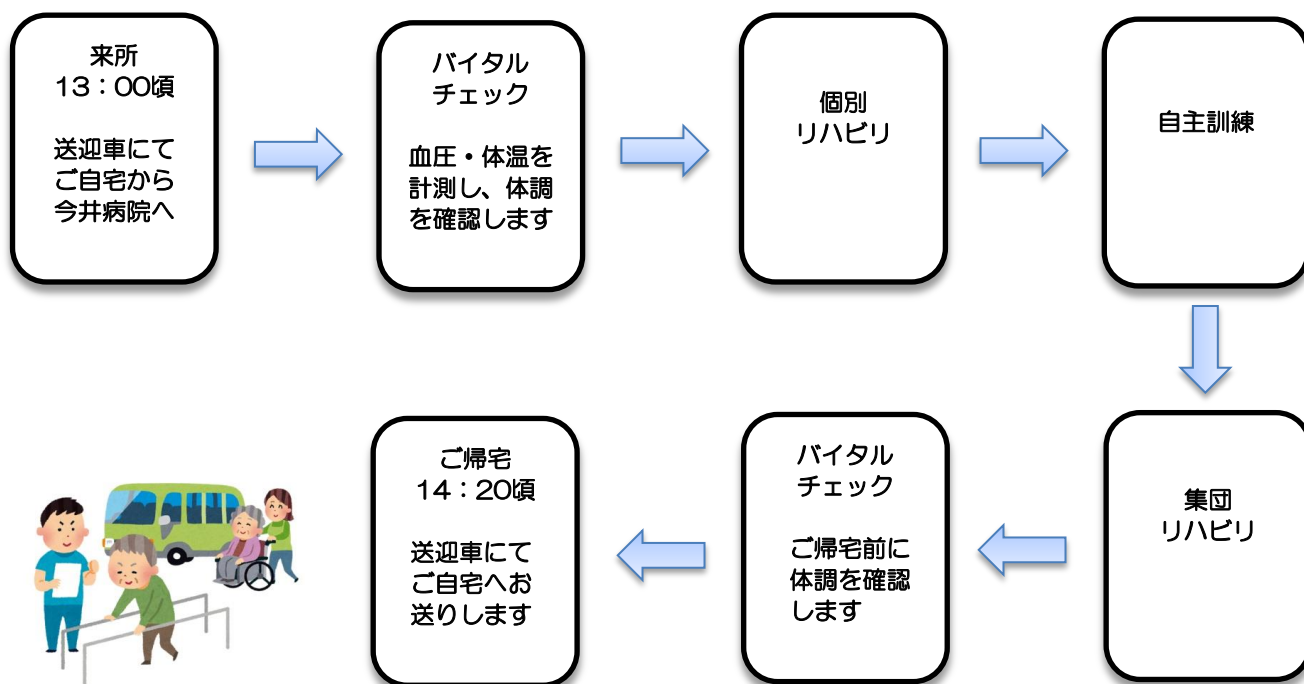 来所
13：00頃
送迎車にて
ご自宅から
今井病院へ
バイタル
チェック
血圧・体温を
計測し、体調
を確認します
個別
リハビリ
自主訓練
集団
リハビリ
バイタル
チェック
ご帰宅前に
体調を確認
します
ご帰宅
14：20頃
送迎車にて
ご自宅へお
送りします